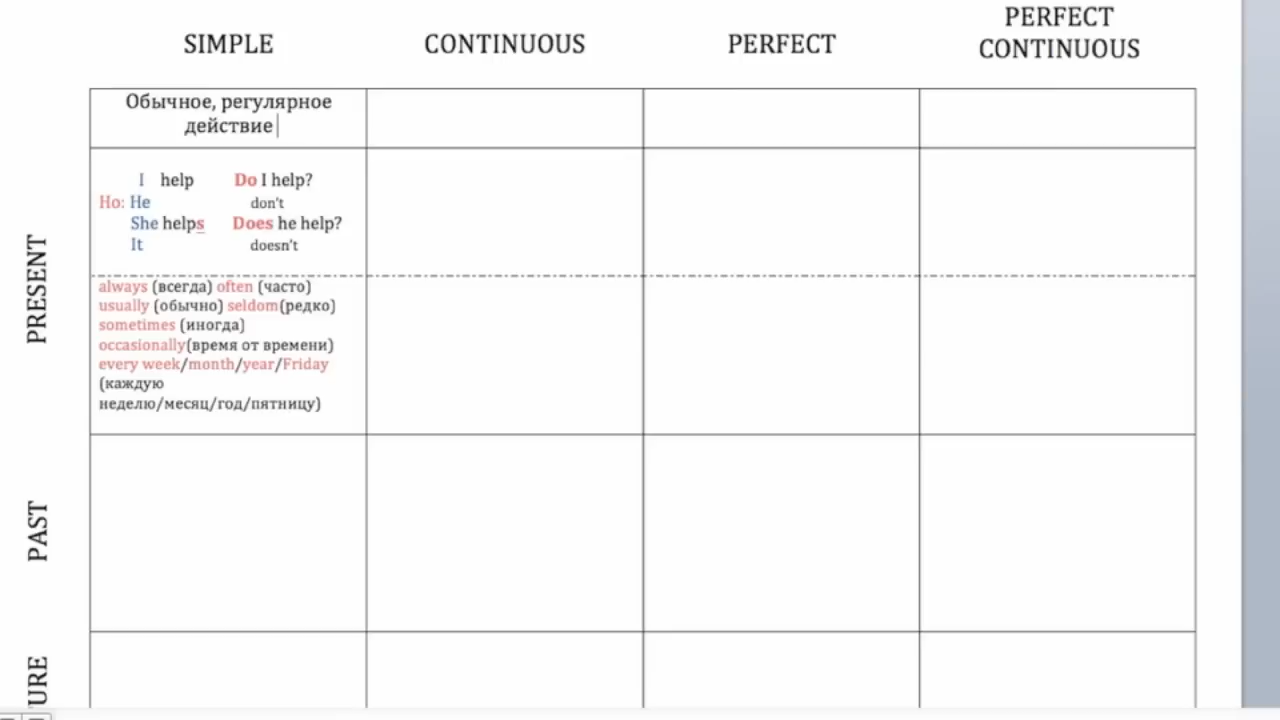 SIMPLE
CONTINUOUS
PERFECT
PERFECT
CONTINUOUS
Обычное, регулярное
действие
I help Do I help?
Но: He don't
She helps Does he help?
It doesn't
PRESENT
always (всегда) often (часто)
usually (обычно) seldom(редко)
sometimes (иногда)
occasionally(время от времени)
every week/month/year/Friday
(каждую
неделю/месяц/год/пятницу)
PAST
URE